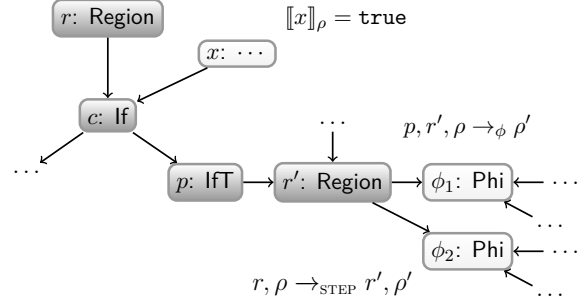 r: Region
⟦x⟧ρ = true
x: ···
c: If
···
···
p, r′, ρ →ϕ ρ′
p: IfT
r′: Region
ϕ1: Phi
···
···
ϕ2: Phi
···
r, ρ →STEP r′, ρ′
···